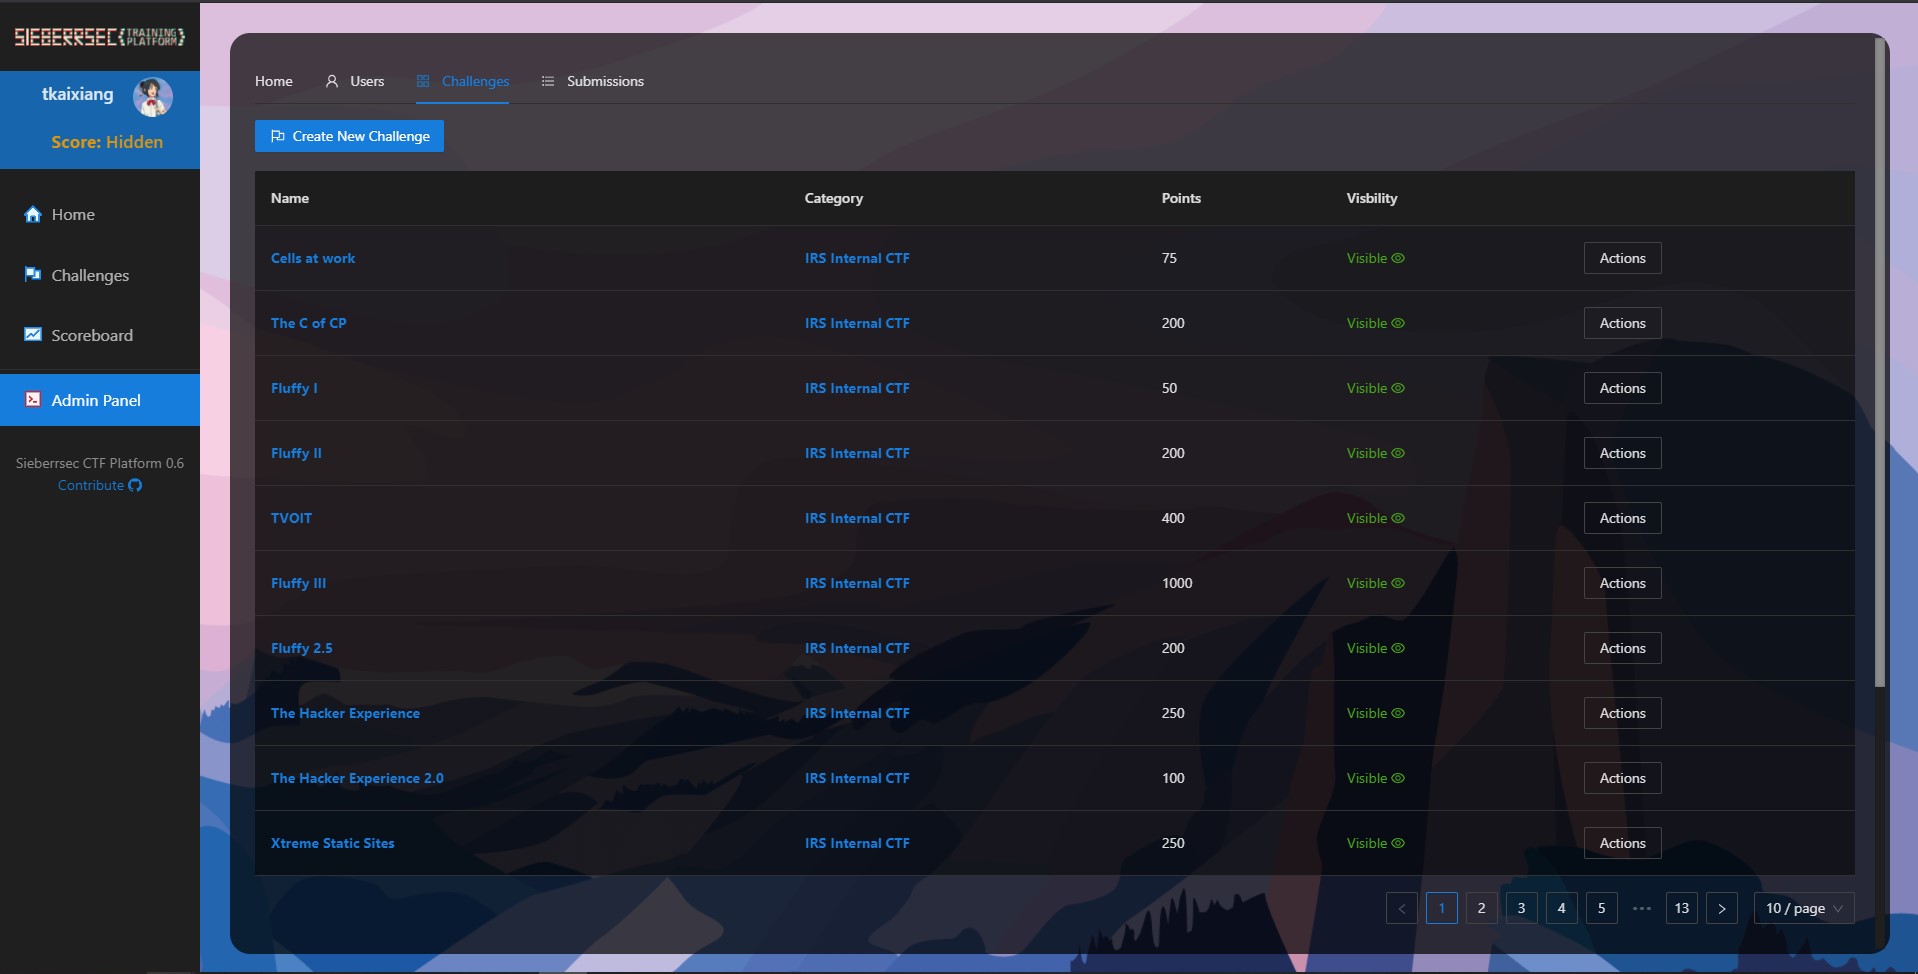 SIEBERRSEC{TRAINING PLATFORM}
tkaixiang
Score: Hidden
Home
Challenges
Scoreboard
Admin Panel
Sieberrsec CTF Platform 0.6
Contribute
Home Users Challenges Submissions
Create New Challenge
Name Category Points Visbility
Cells at work IRS Internal CTF 75 Visible Actions
The C of CP IRS Internal CTF 200 Visible Actions
Fluffy I IRS Internal CTF 50 Visible Actions
Fluffy II IRS Internal CTF 200 Visible Actions
TVOIT IRS Internal CTF 400 Visible Actions
Fluffy III IRS Internal CTF 1000 Visible Actions
Fluffy 2.5 IRS Internal CTF 200 Visible Actions
The Hacker Experience IRS Internal CTF 250 Visible Actions
The Hacker Experience 2.0 IRS Internal CTF 100 Visible Actions
Xtreme Static Sites IRS Internal CTF 250 Visible Actions
< 1 2 3 4 5 ••• 13 > 10 / page